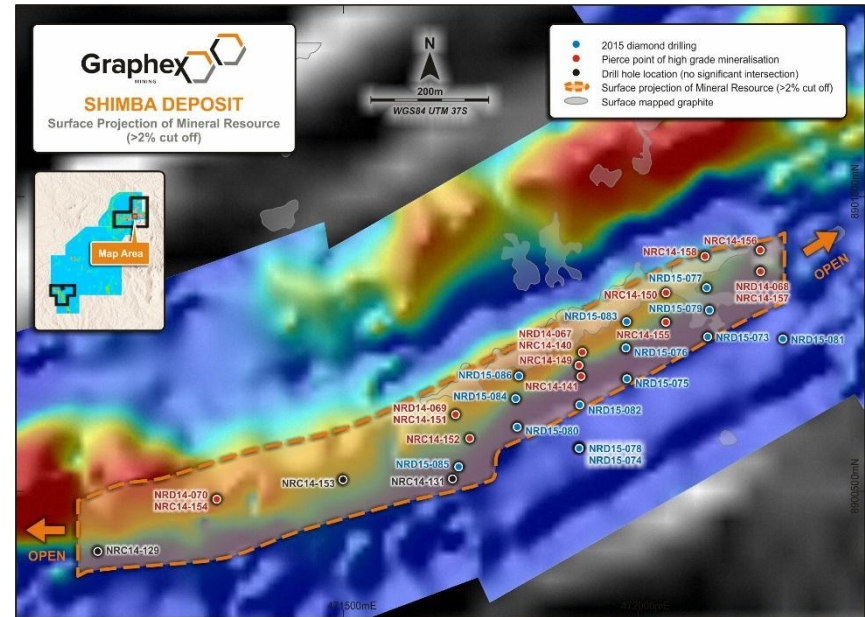 Graphex
MINING
SHIMBA DEPOSIT
Surface Projection of Mineral Resource
(>2% cut off)
N
200m
WGS84 UTM 37S
2015 diamond drilling
Pierce point of high grade mineralisation
Drill hole location (no significant intersection)
Surface projection of Mineral Resource (>2% cut off)
Surface mapped graphite
Map Area
NRC14-156
NRC14-158
OPEN
NRD15-077
NRD14-068
NRC14-157
NRC14-150
NRD15-079
NRD15-083
NRC14-155
NRD14-067
NRC14-140
NRD15-073
NRD15-081
NRD15-076
NRC14-149
NRD15-086
NRC14-141
NRD15-075
NRD15-084
NRD15-082
NRD14-069
NRC14-151
NRD15-080
NRC14-152
NRD15-078
NRD15-074
NRD15-085
NRC14-131
NRC14-153
NRD14-070
NRC14-154
NRC14-129
OPEN
8900500mN
471500mE
472000mE